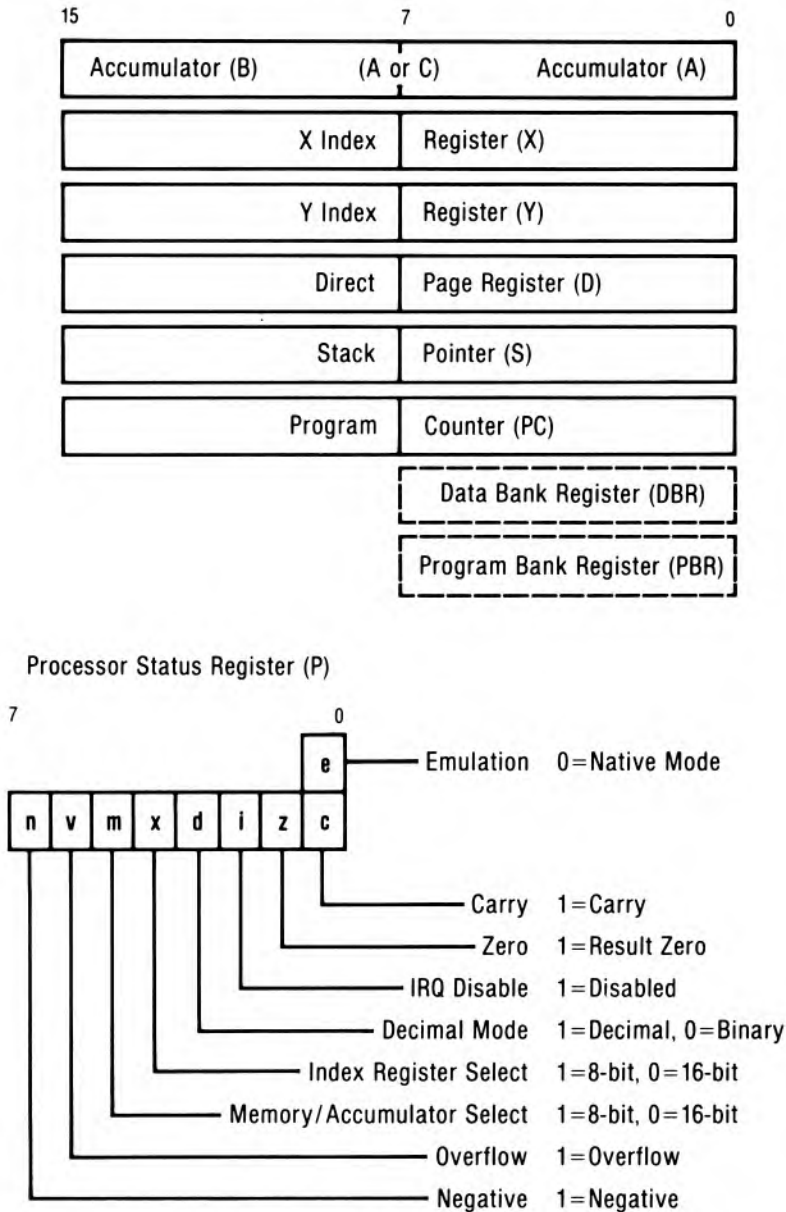 15 7 0
Accumulator (B) (A or C) Accumulator (A)
X Index Register (X)
Y Index Register (Y)
Direct Page Register (D)
Stack Pointer (S)
Program Counter (PC)
Data Bank Register (DBR)
Program Bank Register (PBR)
Processor Status Register (P)
7 0
e Emulation 0=Native Mode
n v m x d i z c
Carry 1=Carry
Zero 1=Result Zero
IRQ Disable 1=Disabled
Decimal Mode 1=Decimal, 0=Binary
Index Register Select 1=8-bit, 0=16-bit
Memory/Accumulator Select 1=8-bit, 0=16-bit
Overflow 1=Overflow
Negative 1=Negative